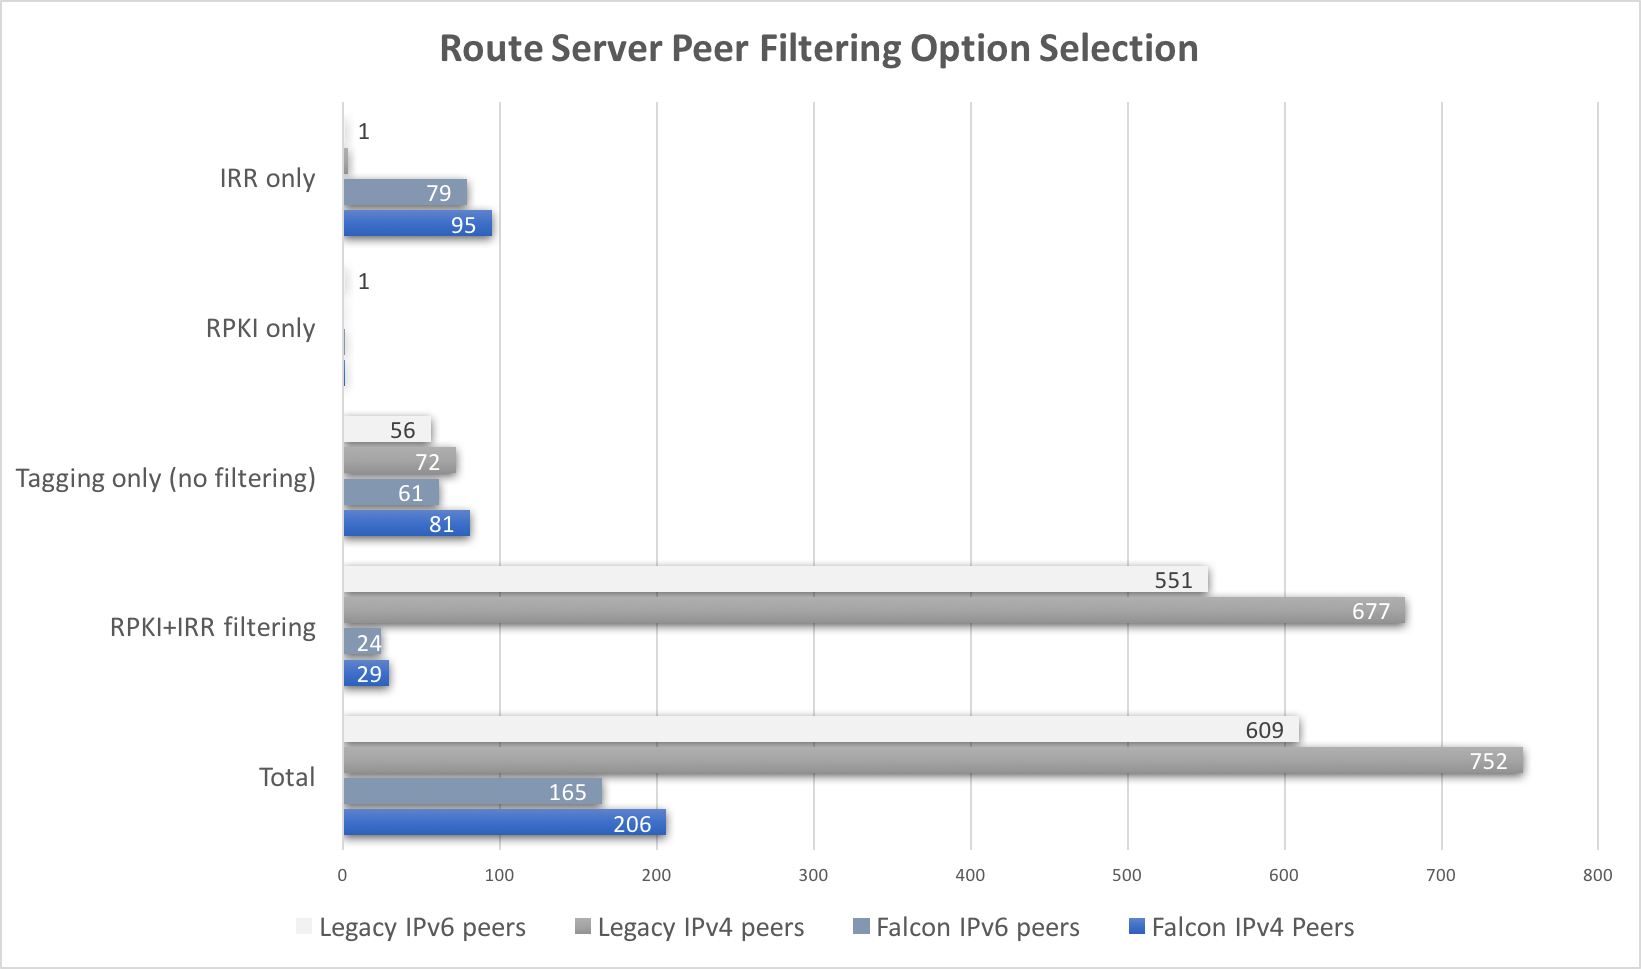 Route Server Peer Filtering Option Selection
1
IRR only
79
95
1
RPKI only
56
72
Tagging only (no filtering)
61
81
551
677
RPKI+IRR filtering
24
29
609
752
Total
165
206
0 100 200 300 400 500 600 700 800
Legacy IPv6 peers Legacy IPv4 peers Falcon IPv6 peers Falcon IPv4 Peers